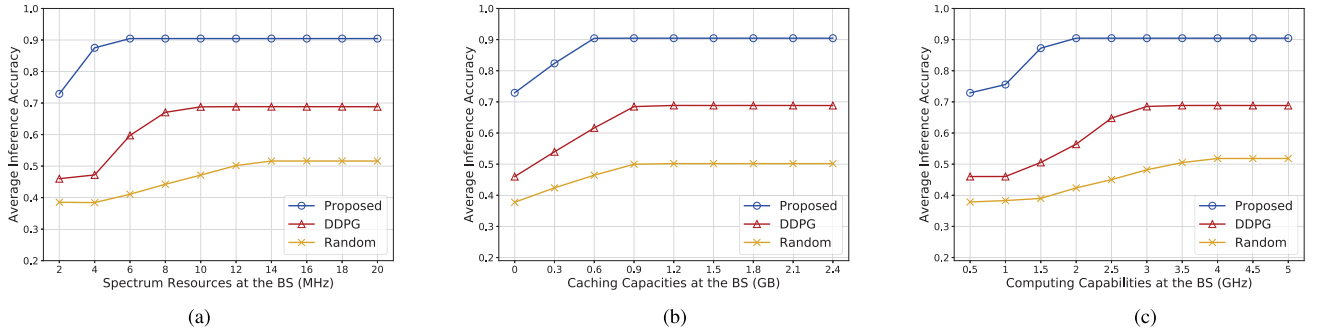 1.0
0.9
0.8
0.7
0.6
0.5
0.4
0.3
0.2
Average Inference Accuracy
Proposed
DDPG
Random
2 4 6 8 10 12 14 16 18 20
Spectrum Resources at the BS (MHz)
(a)
1.0
0.9
0.8
0.7
0.6
0.5
0.4
0.3
0.2
Average Inference Accuracy
Proposed
DDPG
Random
0 0.3 0.6 0.9 1.2 1.5 1.8 2.1 2.4
Caching Capacities at the BS (GB)
(b)
1.0
0.9
0.8
0.7
0.6
0.5
0.4
0.3
0.2
Average Inference Accuracy
Proposed
DDPG
Random
0.5 1 1.5 2 2.5 3 3.5 4 4.5 5
Computing Capabilities at the BS (GHz)
(c)